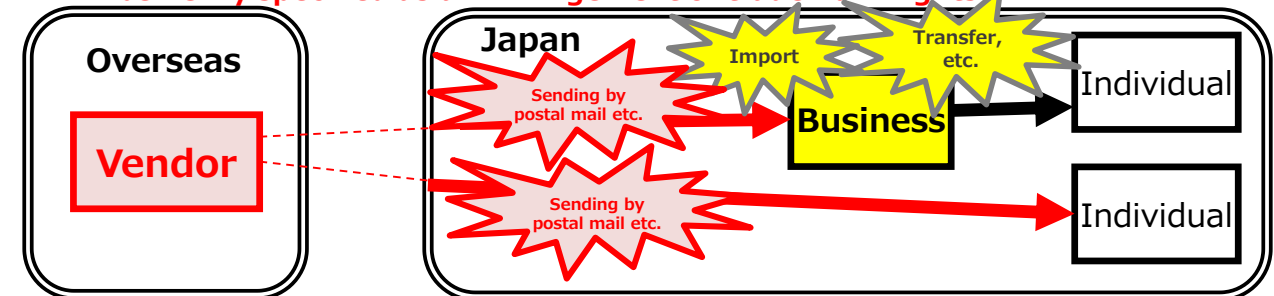 Overseas
Vendor
Japan
Sending by
postal mail etc.
Import
Transfer,
etc.
Business
Individual
Sending by
postal mail etc.
Individual